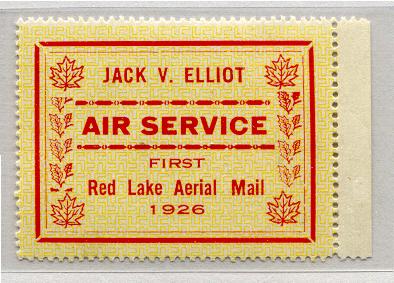 JACK V. ELLIOT
AIR SERVICE
FIRST
Red Lake Aerial Mail
1926